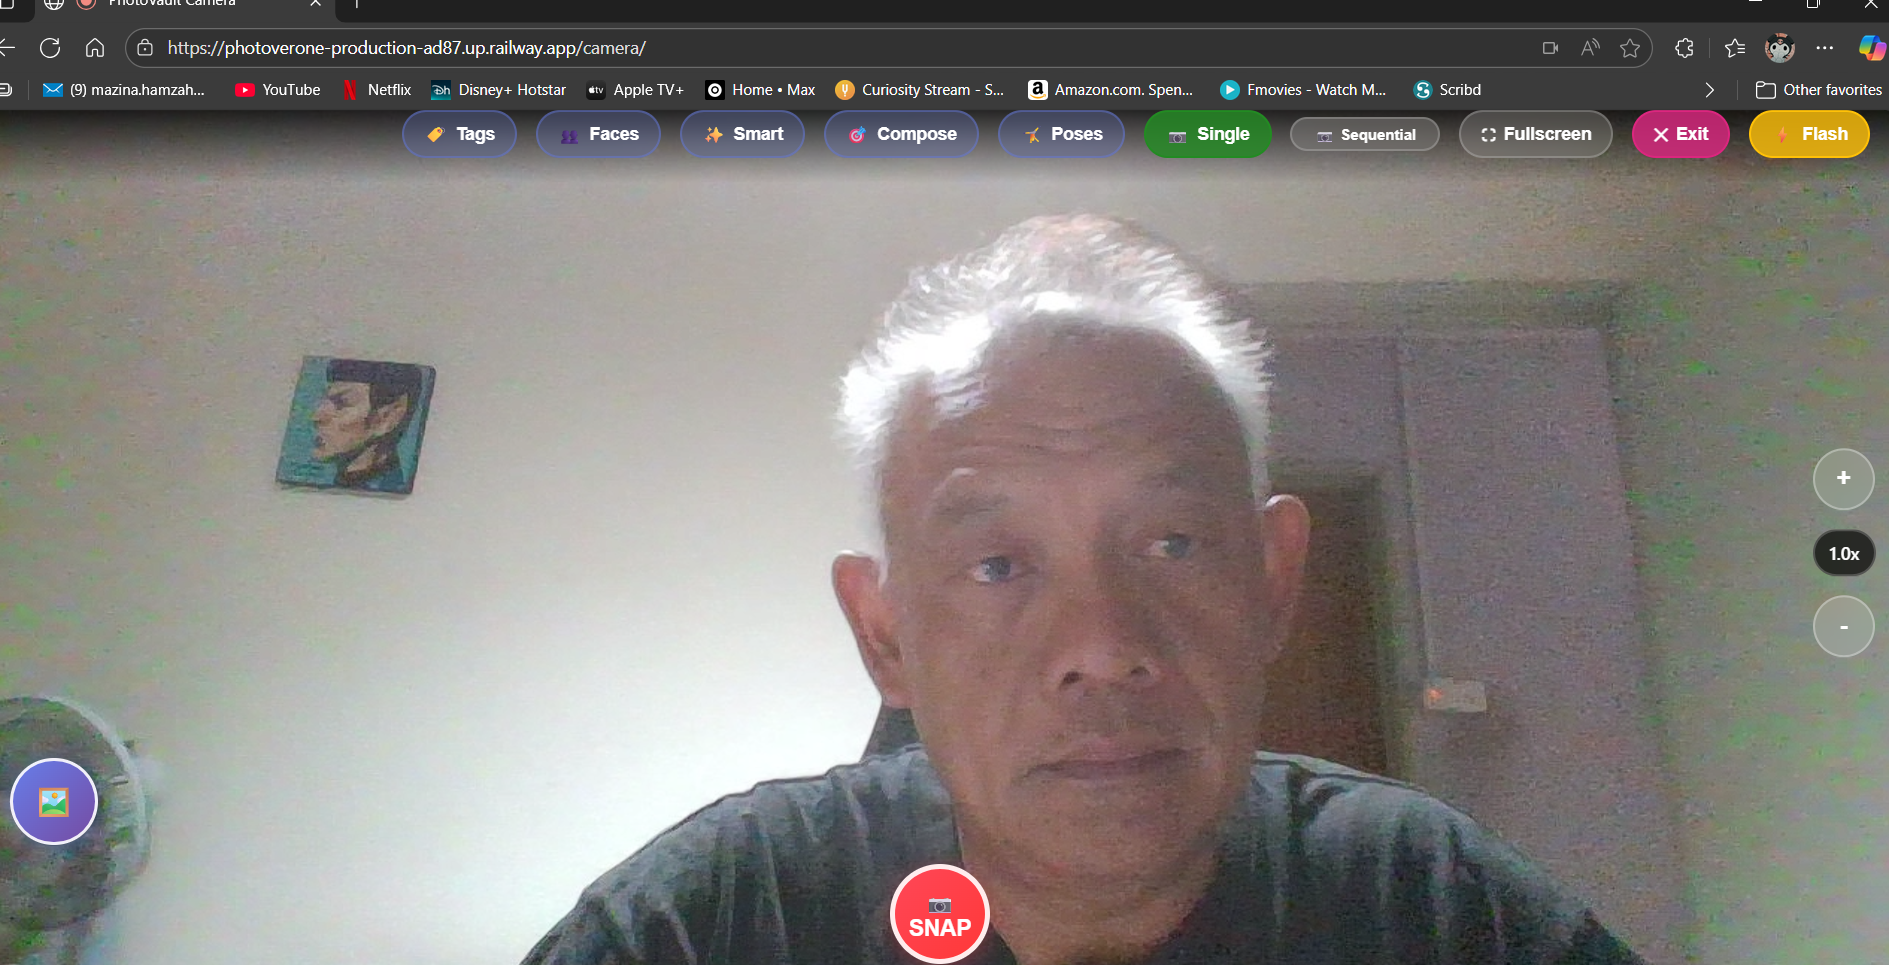 PhotoVault Camera
https://photoverone-production-ad87.up.railway.app/camera/
(9) mazina.hamzah... YouTube Netflix Disney+ Hotstar Apple TV+ Home • Max Curiosity Stream - S... Amazon.com. Spen... Fmovies - Watch M... Scribd Other favorites
Tags Faces Smart Compose Poses Single Sequential Fullscreen Exit Flash
+
1.0x
-
SNAP